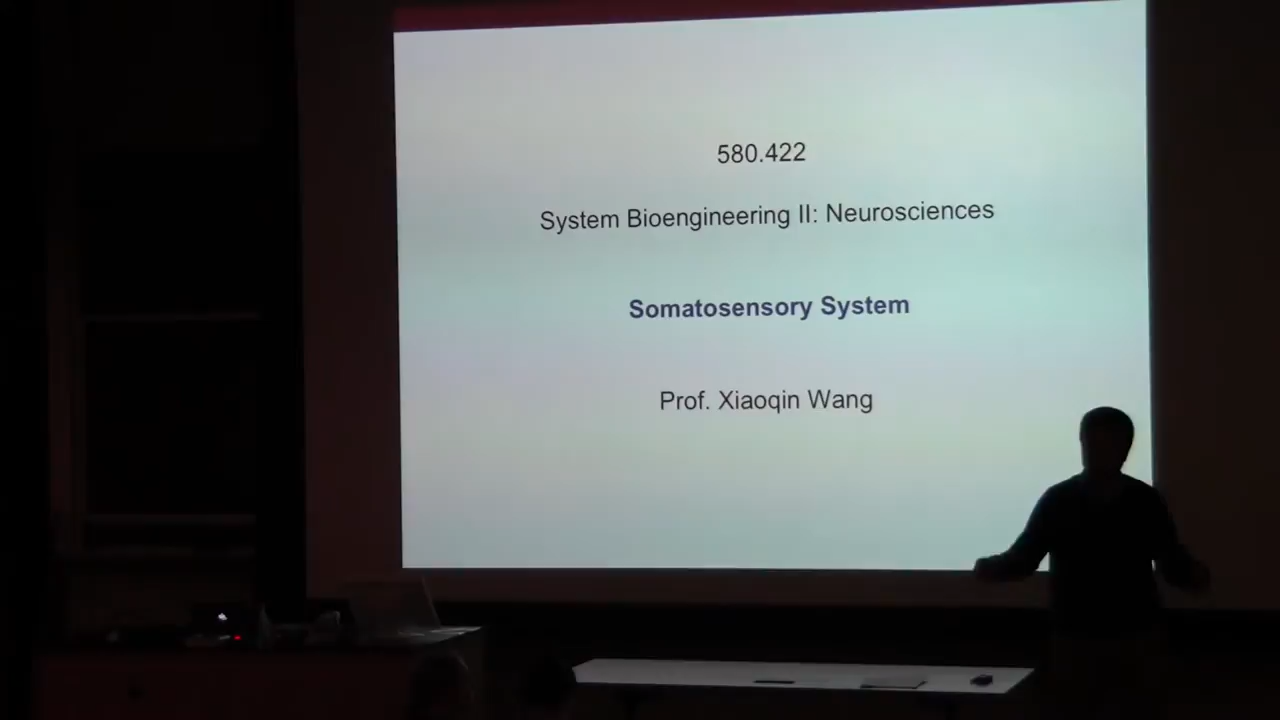 580.422
System Bioengineering II: Neurosciences
Somatosensory System
Prof. Xiaoqin Wang